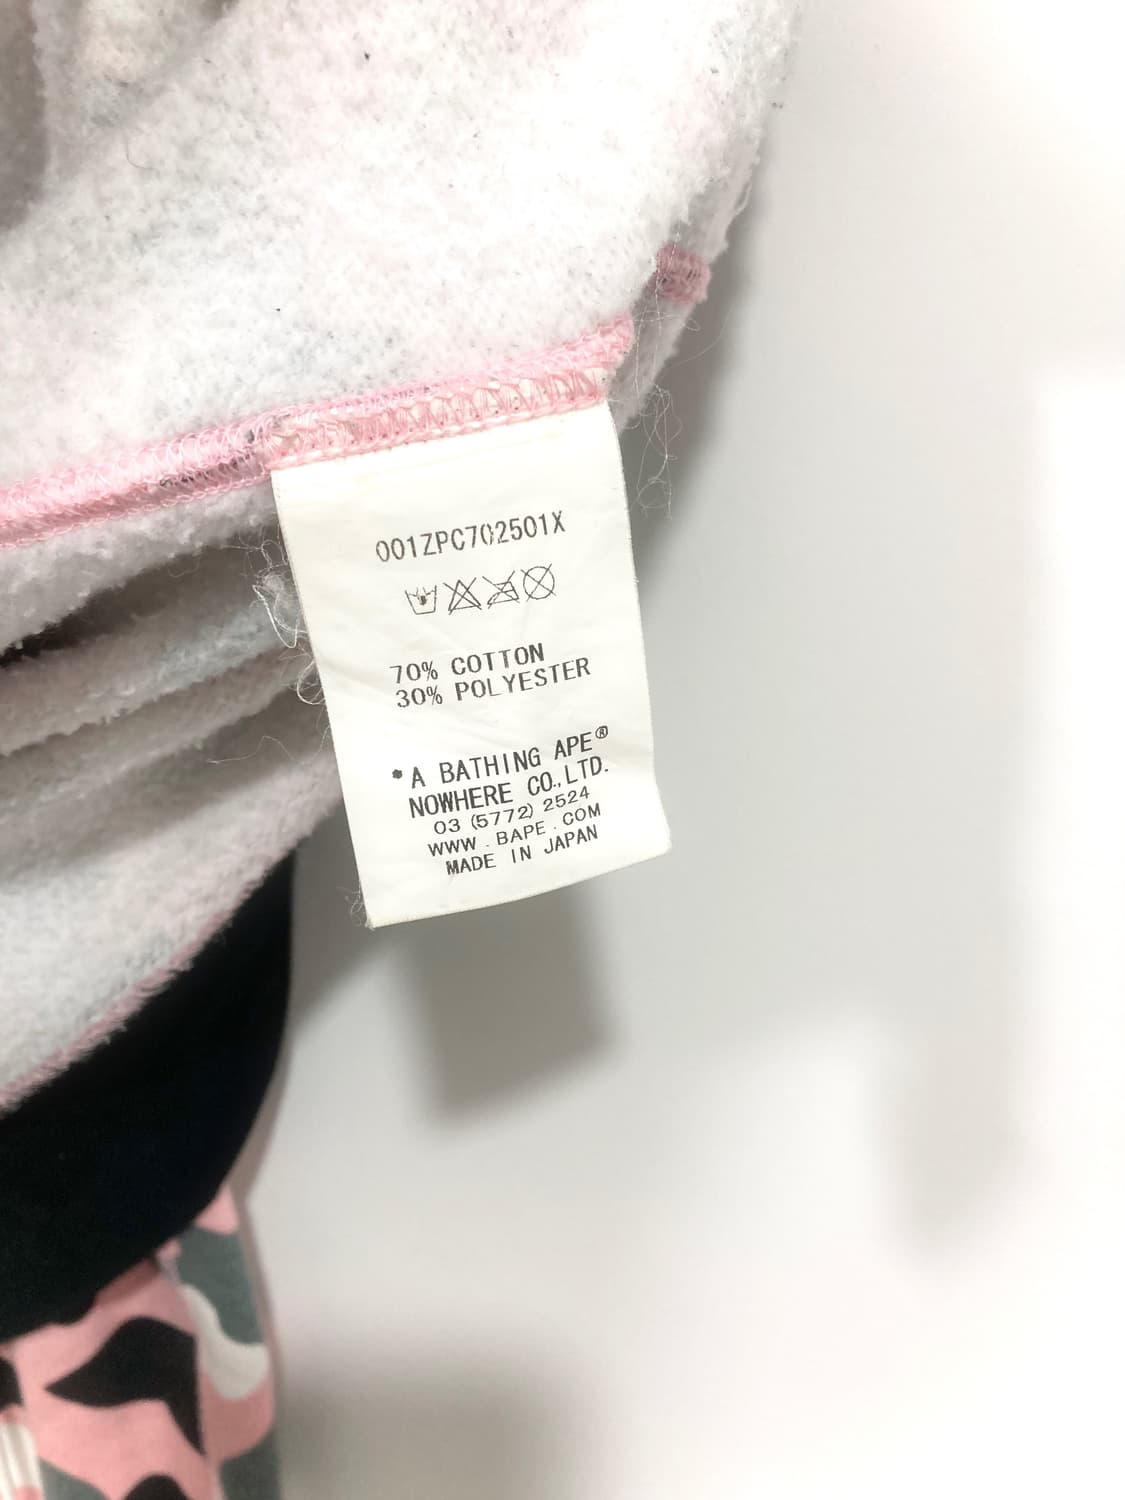 001ZPC702501X
70% COTTON
30% POLYESTER
*A BATHING APE®
NOWHERE CO.,LTD.
03 (5772) 2524
WWW . BAPE . COM
MADE IN JAPAN